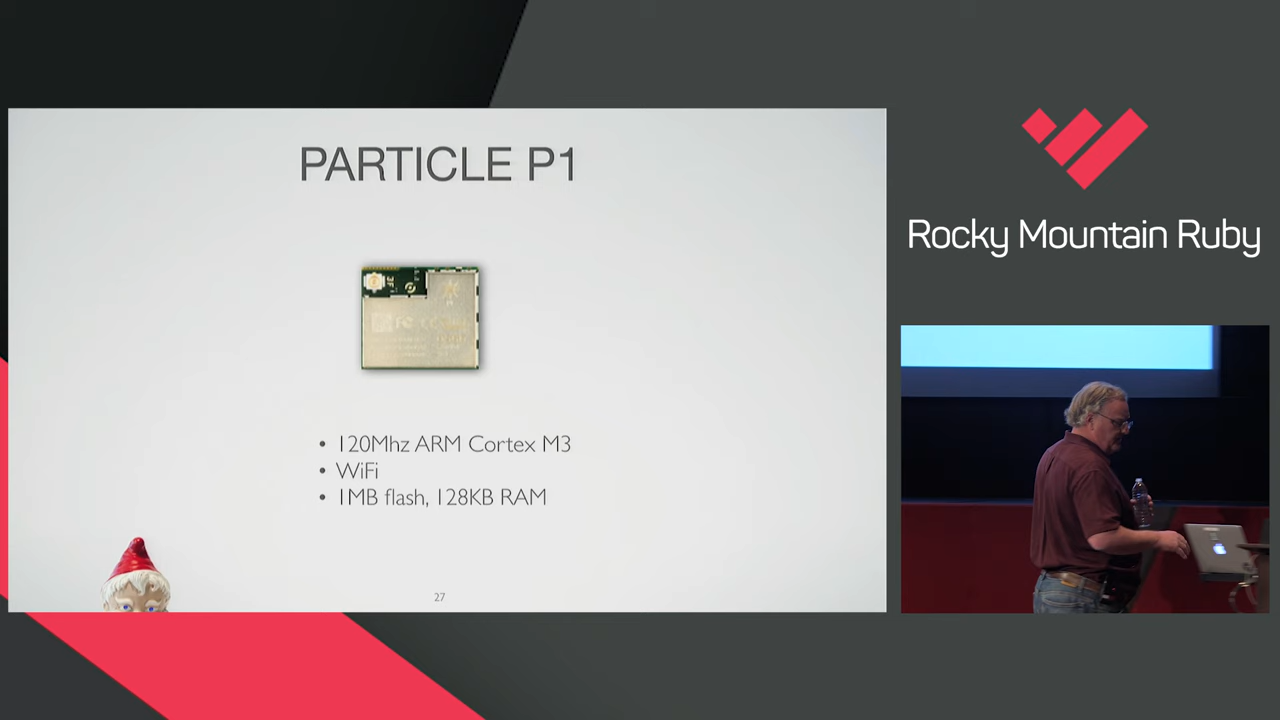 PARTICLE P1
• 120Mhz ARM Cortex M3
• WiFi
• 1MB flash, 128KB RAM
27
Rocky Mountain Ruby